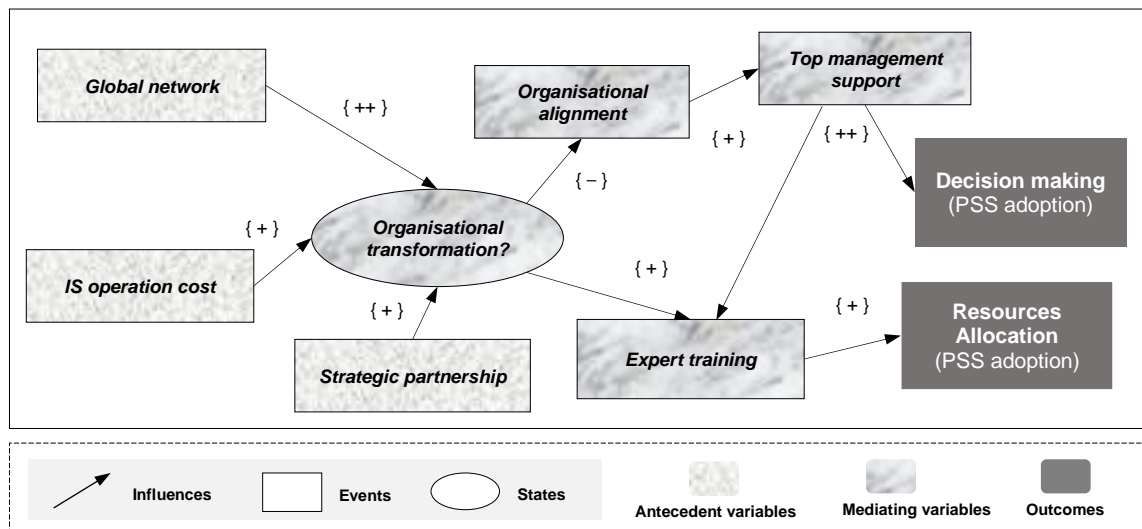 Global network
{ ++ }
Organisational
alignment
Top management
support
{ + }
{ ++ }
{ – }
Decision making
(PSS adoption)
Organisational
transformation?
{ + }
IS operation cost
{ + }
{ + }
Strategic partnership
Expert training
{ + }
Resources
Allocation
(PSS adoption)
Influences
Events
States
Antecedent variables
Mediating variables
Outcomes